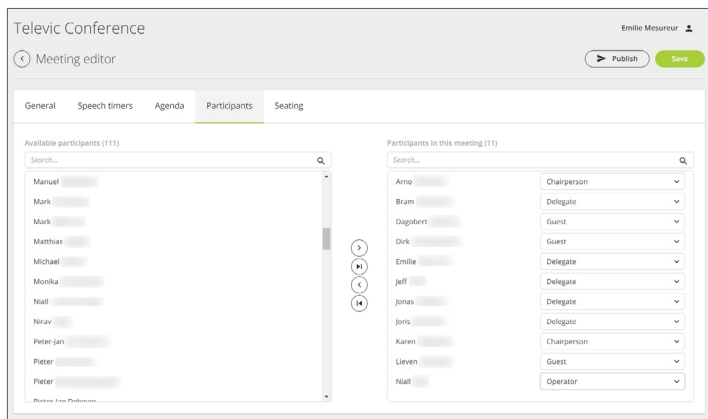 Televic Conference
Emilie Mesureur
Meeting editor
Publish
Save
General
Speech timers
Agenda
Participants
Seating
Available participants (111)
Search...
Manuel
Mark
Mark
Matthias
Michael
Monika
Niall
Nirav
Peter-Jan
Pieter
Pieter
Pieter-Jan Deboyer
Participants in this meeting (11)
Search...
Arno Chairperson
Bram Delegate
Dagobert Guest
Dirk Guest
Emilie Delegate
Jeff Delegate
Jonas Delegate
Joris Delegate
Karen Chairperson
Lieven Guest
Niall Operator